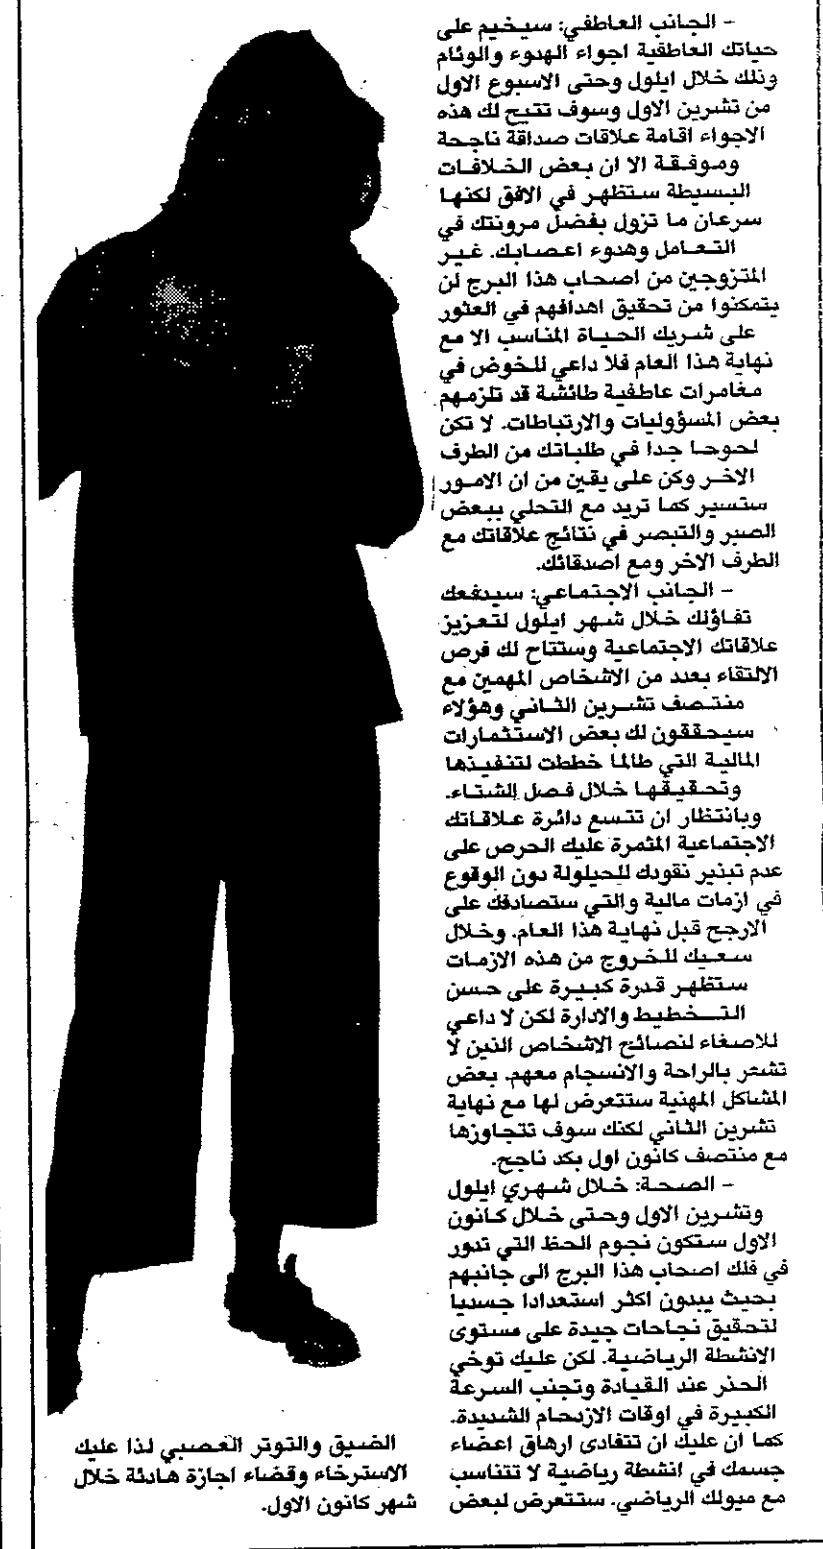 – الجانب العاطفي: سيخيم على
حياتك العاطقية اجواء الهدوء والوئام
وذلك خلال ايلول وحتى الاسبوع الاول
من تشرين الاول وسوف تتيح لك هذه
الاجواء اقامة علاقات صداقة ناجحة
وموفقة الا ان بعض الخلافات
البسيطة ستظهر في الافق لكنها
سرعان ما تزول بفضل مرونتك في
التعامل وهدوء اعصابك. غير
المتزوجين من اصحاب هذا البرج لن
يتمكنوا من تحقيق اهدافهم في العثور
على شريك الحياة المناسب الا مع
نهاية هذا العام فلا داعي للخوض في
مغامرات عاطفية طائشة قد تلزمهم
بعض المسؤوليات والارتباطات. لا تكن
لحوحا جدا في طلباتك من الطرف
الاخر وكن على يقين من ان الامور
ستسير كما تريد مع التحلي ببعض
الصبر والتبصر في نتائج علاقاتك مع
الطرف الاخر ومع اصدقائك.
– الجانب الاجتماعي: سيدفعك
تفاؤلك خلال شهر ايلول لتعزيز
علاقاتك الاجتماعية وستتاح لك فرص
الالتقاء بعدد من الاشخاص المهمين مع
منتصف تشرين الثاني وهؤلاء
سيحققون لك بعض الاستثمارات
المالية التي طالما خططت لتنفيذها
وتحقيقها خلال فصل الشتاء.
وبانتظار ان تتسع دائرة علاقاتك
الاجتماعية المثمرة عليك الحرص على
عدم تبذير نقودك للحيلولة دون الوقوع
في ازمات مالية والتي ستصادفك على
الارجح قبل نهاية هذا العام. وخلال
سعيك للخروج من هذه الازمات
ستظهر قدرة كبيرة على حسن
التخطيط والادارة لكن لا داعي
للاصغاء لنصائح الاشخاص الذين لا
تشعر بالراحة والانسجام معهم. بعض
المشاكل المهنية ستتعرض لها مع نهاية
تشرين الثاني لكنك سوف تتجاوزها
مع منتصف كانون اول بكد ناجح.
– الصحة: خلال شهري ايلول
وتشرين الاول وحتى خلال كانون
الاول ستكون نجوم الحظ التي تدور
في فلك اصحاب هذا البرج الى جانبهم
بحيث يبدون اكثر استعدادا جسديا
لتحقيق نجاحات جيدة على مستوى
الانشطة الرياضية. لكن عليك توخي
الحذر عند القيادة وتجنب السرعة
الكبيرة في اوقات الازدحام الشديدة.
كما ان عليك ان تتفادى ارهاق اعضاء
جسمك في انشطة رياضية لا تتناسب
مع ميولك الرياضي. ستتعرض لبعض
الضيق والتوتر العصبي لذا عليك
الاسترخاء وقضاء اجازة هادئة خلال
شهر كانون الاول.